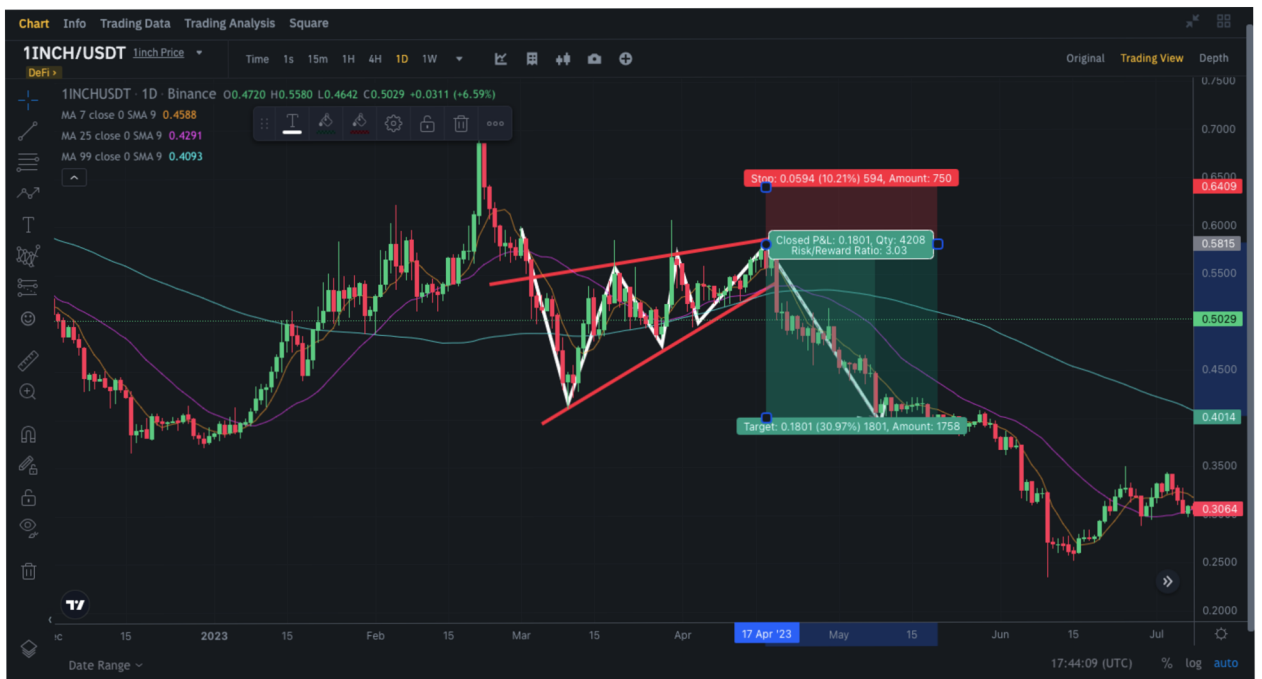 Chart Info Trading Data Trading Analysis Square
1INCH/USDT 1inch Price
DeFi ›
Time 1s 15m 1H 4H 1D 1W
Original Trading View Depth
1INCHUSDT · 1D · Binance O0.4720 H0.5580 L0.4642 C0.5029 +0.0311 (+6.59%)
MA 7 close 0 SMA 9 0.4588
MA 25 close 0 SMA 9 0.4291
MA 99 close 0 SMA 9 0.4093
T
0.7500
0.7000
0.6500
0.6409
0.6000
0.5815
0.5500
0.5029
0.4500
0.4014
0.3500
0.3064
0.2500
0.2000
Stop: 0.0594 (10.21%) 594, Amount: 750
Closed P&L: 0.1801, Qty: 4208
Risk/Reward Ratio: 3.03
Target: 0.1801 (30.97%) 1801, Amount: 1758
T
15 2023 15 Feb 15 Mar 15 Apr 17 Apr '23 May 15 Jun 15 Jul
Date Range
17:44:09 (UTC) % log auto